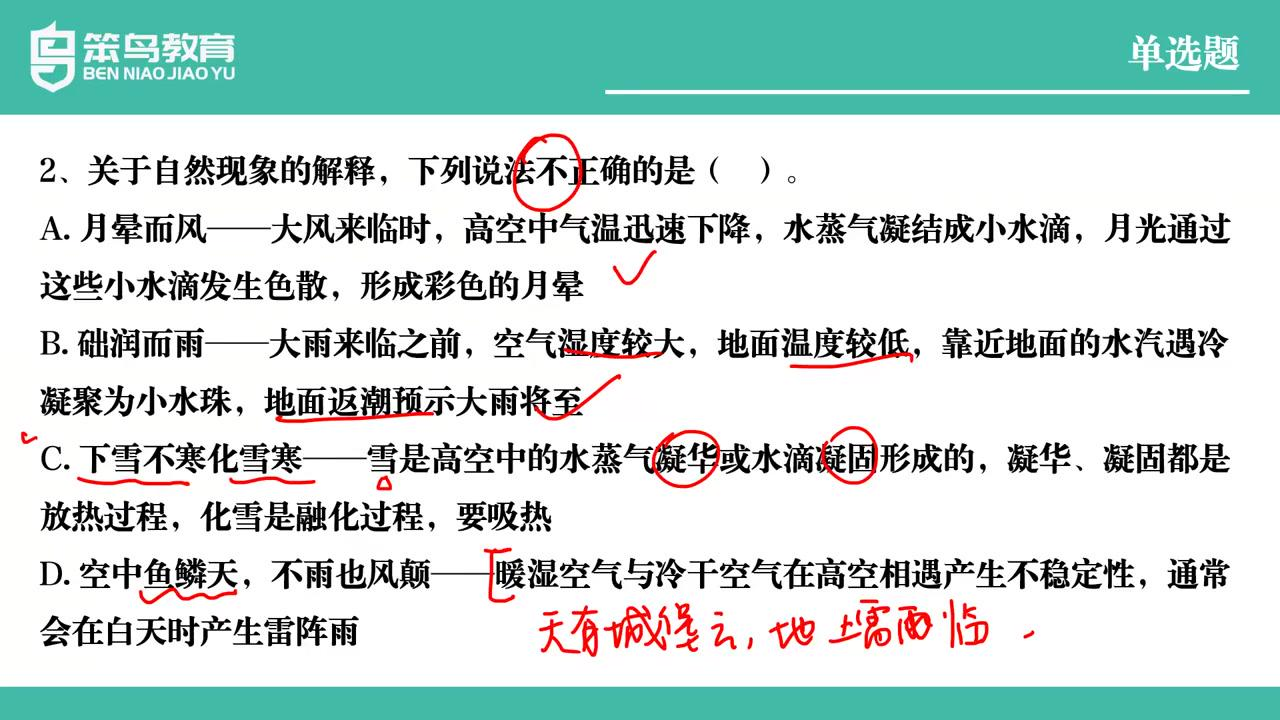 笨鸟教育
BEN NIAO JIAO YU
单选题
2、关于自然现象的解释，下列说法不正确的是（ ）。
A. 月晕而风——大风来临时，高空中气温迅速下降，水蒸气凝结成小水滴，月光通过
这些小水滴发生色散，形成彩色的月晕
B. 础润而雨——大雨来临之前，空气湿度较大，地面温度较低，靠近地面的水汽遇冷
凝聚为小水珠，地面返潮预示大雨将至
C. 下雪不寒化雪寒——雪是高空中的水蒸气凝华或水滴凝固形成的，凝华、凝固都是
放热过程，化雪是融化过程，要吸热
D. 空中鱼鳞天，不雨也风颠——暖湿空气与冷干空气在高空相遇产生不稳定性，通常
会在白天时产生雷阵雨
天有城堡云，地上雷雨临．